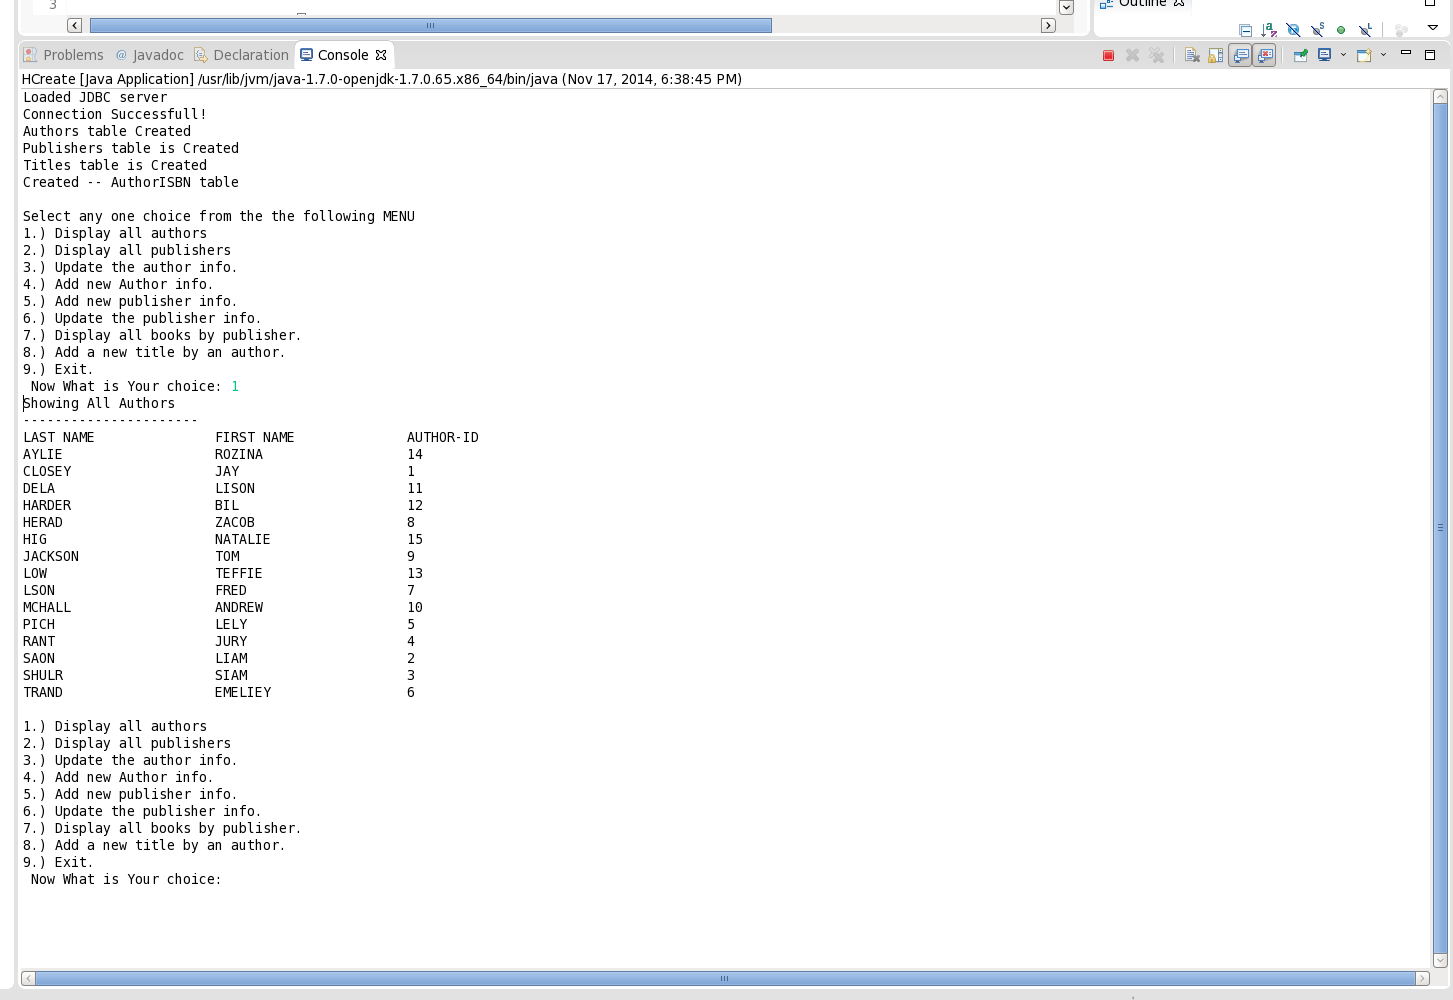 3
Outline
Problems @ Javadoc Declaration Console
HCreate [Java Application] /usr/lib/jvm/java-1.7.0-openjdk-1.7.0.65.x86_64/bin/java (Nov 17, 2014, 6:38:45 PM)
Loaded JDBC server
Connection Successfull!
Authors table Created
Publishers table is Created
Titles table is Created
Created -- AuthorISBN table
Select any one choice from the the following MENU
1.) Display all authors
2.) Display all publishers
3.) Update the author info.
4.) Add new Author info.
5.) Add new publisher info.
6.) Update the publisher info.
7.) Display all books by publisher.
8.) Add a new title by an author.
9.) Exit.
Now What is Your choice: 1
Showing All Authors
----------------------
LAST NAME FIRST NAME AUTHOR-ID
AYLIE ROZINA 14
CLOSEY JAY 1
DELA LISON 11
HARDER BIL 12
HERAD ZACOB 8
HIG NATALIE 15
JACKSON TOM 9
LOW TEFFIE 13
LSON FRED 7
MCHALL ANDREW 10
PICH LELY 5
RANT JURY 4
SAON LIAM 2
SHULR SIAM 3
TRAND EMELIEY 6
1.) Display all authors
2.) Display all publishers
3.) Update the author info.
4.) Add new Author info.
5.) Add new publisher info.
6.) Update the publisher info.
7.) Display all books by publisher.
8.) Add a new title by an author.
9.) Exit.
Now What is Your choice: